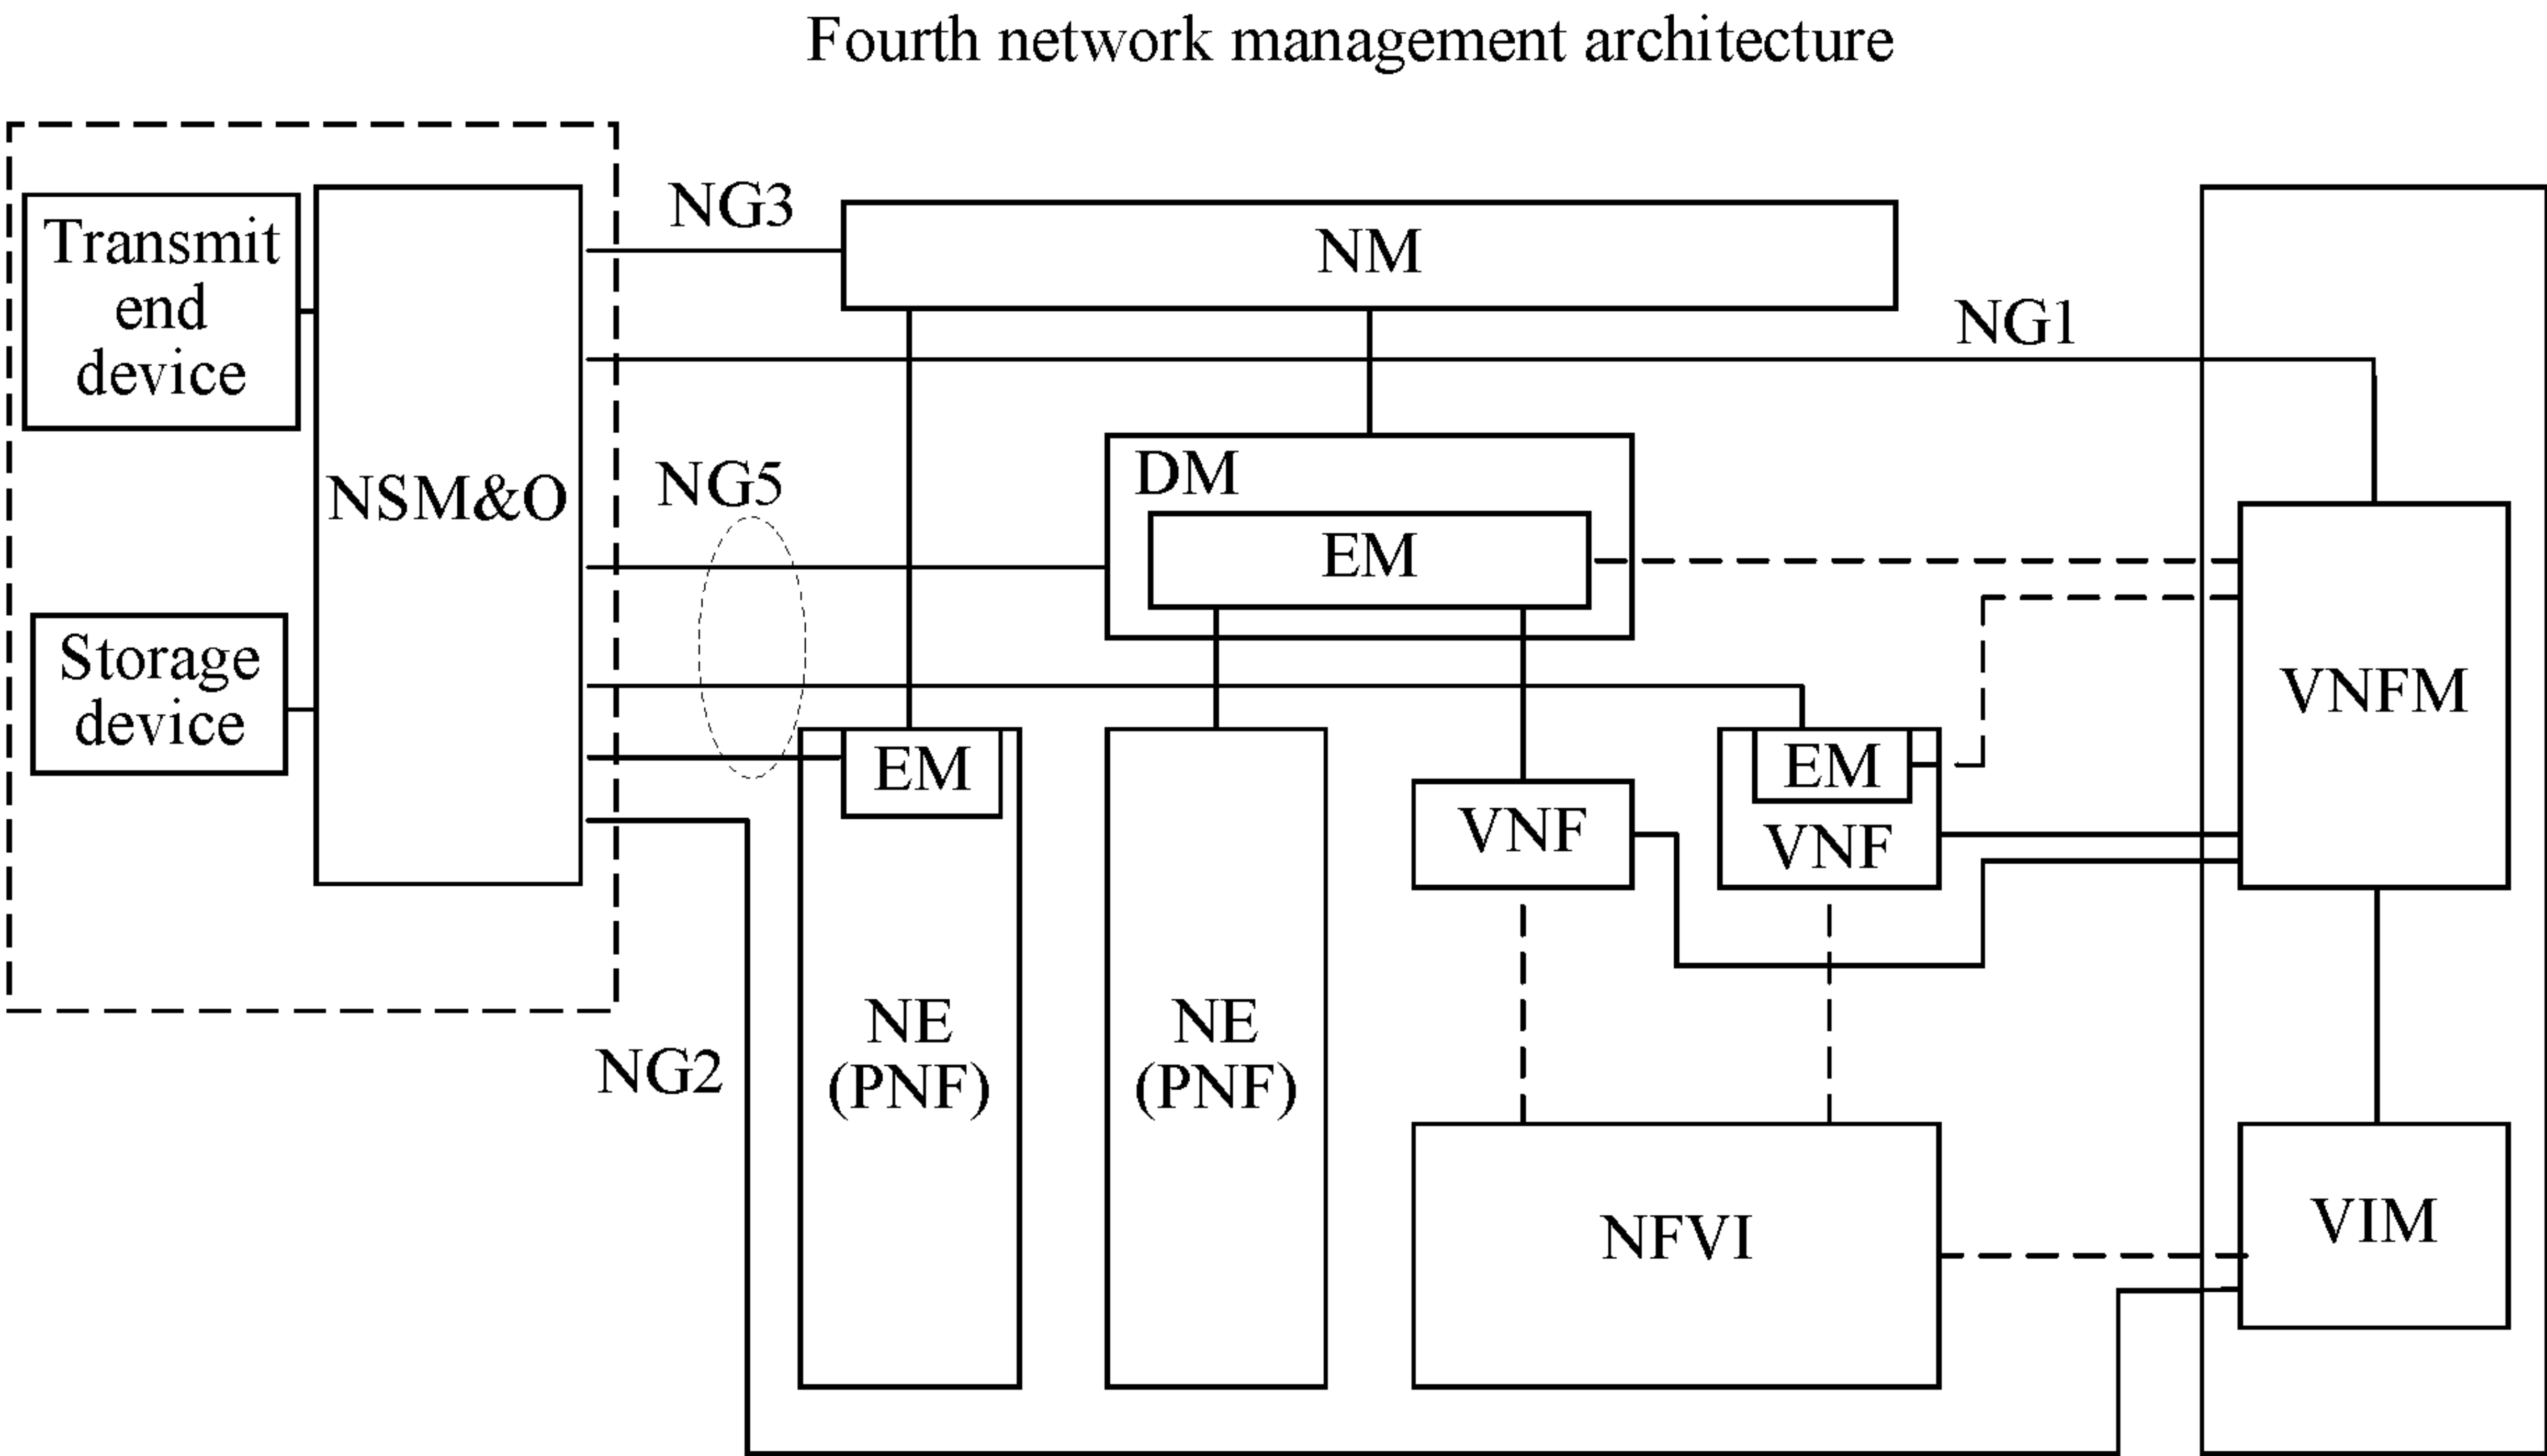 Fourth network management architecture
Transmit
end
device
NSM&O
Storage
device
NG3
NM
NG1
NG5
DM
EM
VNFM
EM
EM
VNF
VNF
NE
(PNF)
NE
(PNF)
NG2
NFVI
VIM